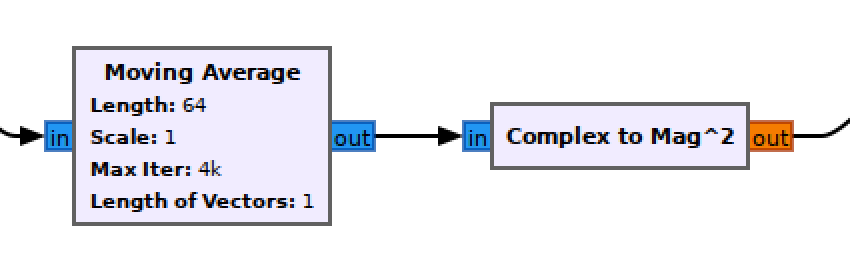 Moving Average
Length: 64
Scale: 1
Max Iter: 4k
Length of Vectors: 1
in
out
in
Complex to Mag^2
out